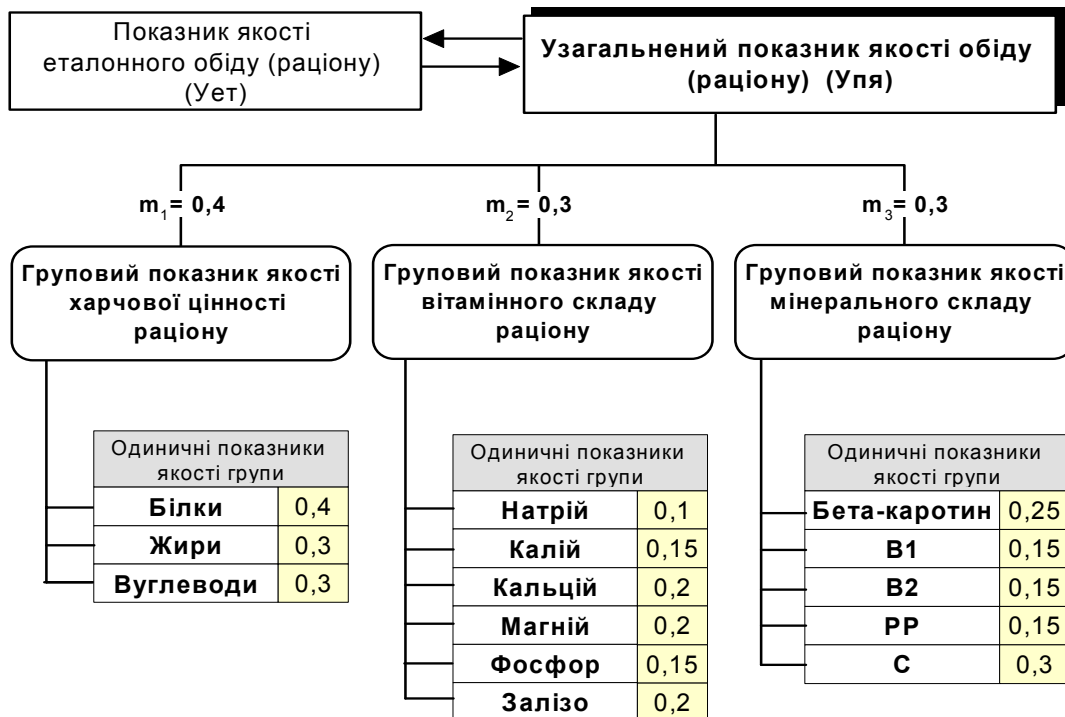 Показник якості
еталонного обіду (раціону)
(Ует)
Узагальнений показник якості обіду
(раціону) (Упя)
m₁= 0,4
m₂= 0,3
m₃= 0,3
Груповий показник якості
харчової цінності
раціону
Груповий показник якості
вітамінного складу
раціону
Груповий показник якості
мінерального складу
раціону
Одиничні показники
якості групи
Білки 0,4
Жири 0,3
Вуглеводи 0,3
Одиничні показники
якості групи
Натрій 0,1
Калій 0,15
Кальцій 0,2
Магній 0,2
Фосфор 0,15
Залізо 0,2
Одиничні показники
якості групи
Бета-каротин 0,25
В1 0,15
В2 0,15
РР 0,15
С 0,3